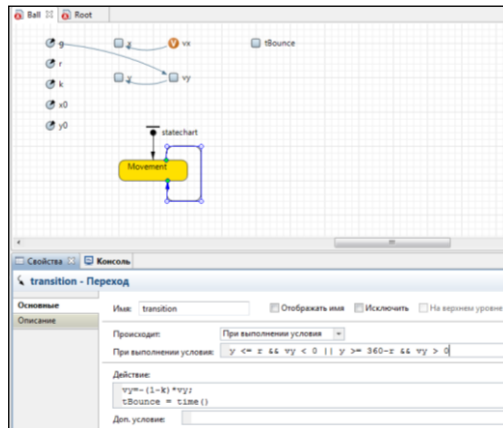 Ball Root
g x vx tBounce
r
k y vy
x0
y0
statechart
Movement
Свойства Консоль
transition - Переход
Основные
Описание
Имя: transition Отображать имя Исключить На верхнем уровне
Происходит: При выполнении условия
При выполнении условия: y <= r && vy < 0 || y >= 360-r && vy > 0
Действие:
vy=-(1-k)*vy;
tBounce = time()
Доп. условие: